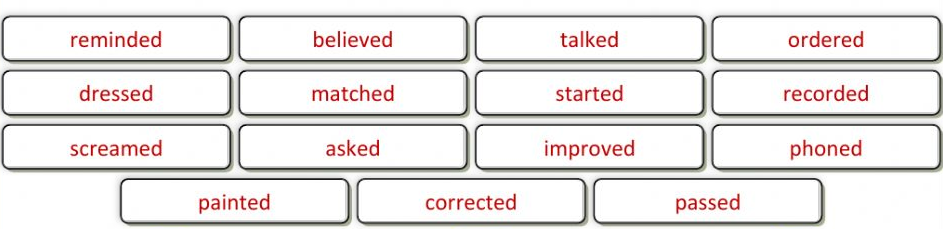 reminded believed talked ordered
dressed matched started recorded
screamed asked improved phoned
painted corrected passed